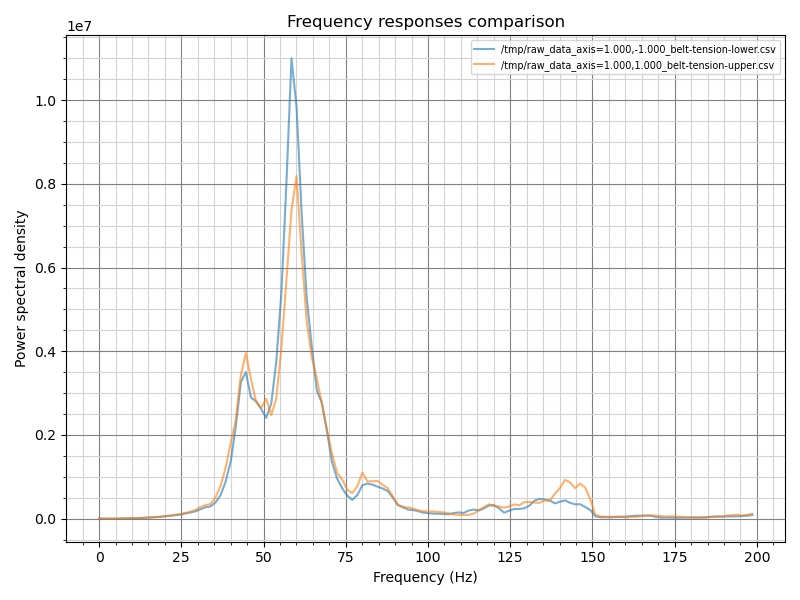 Frequency responses comparison
1e7
/tmp/raw_data_axis=1.000,-1.000_belt-tension-lower.csv
/tmp/raw_data_axis=1.000,1.000_belt-tension-upper.csv
1.0
0.8
0.6
0.4
0.2
0.0
Power spectral density
0 25 50 75 100 125 150 175 200
Frequency (Hz)